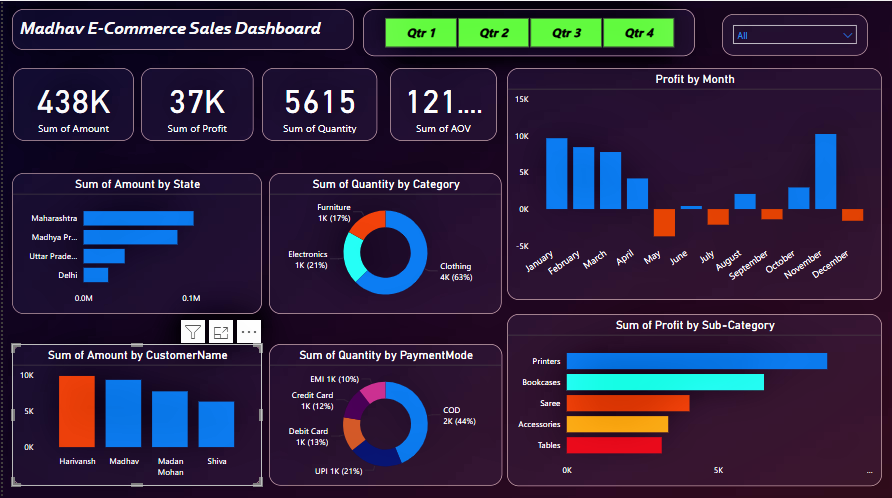 Madhav E-Commerce Sales Dashboard
Qtr 1
Qtr 2
Qtr 3
Qtr 4
All
438K
Sum of Amount
37K
Sum of Profit
5615
Sum of Quantity
121....
Sum of AOV
Profit by Month
15K
10K
5K
0K
-5K
January
February
March
April
May
June
July
August
September
October
November
December
Sum of Amount by State
Maharashtra
Madhya Pr...
Uttar Prade...
Delhi
0.0M
0.1M
Sum of Quantity by Category
Furniture
1K (17%)
Electronics
1K (21%)
Clothing
4K (63%)
Sum of Amount by CustomerName
10K
5K
0K
Harivansh
Madhav
Madan
Mohan
Shiva
Sum of Quantity by PaymentMode
EMI 1K (10%)
Credit Card
1K (12%)
Debit Card
1K (13%)
UPI 1K (21%)
COD
2K (44%)
Sum of Profit by Sub-Category
Printers
Bookcases
Saree
Accessories
Tables
0K
5K
...